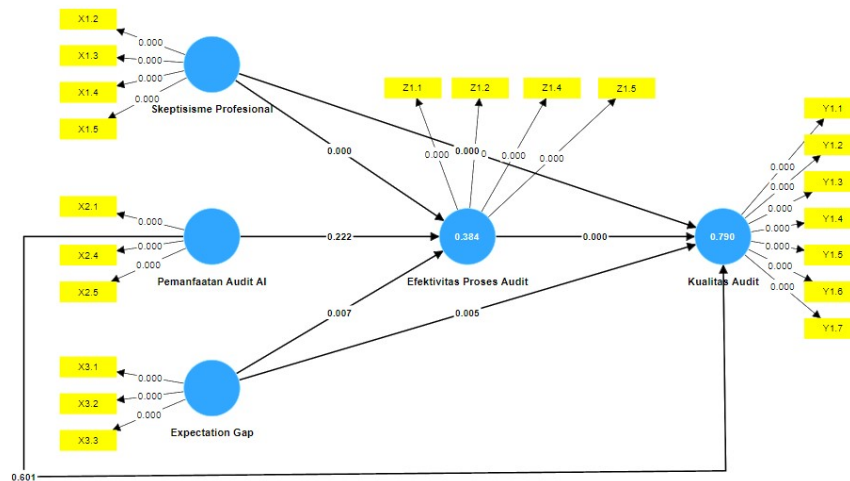 X1.2
0.000
X1.3
0.000
X1.4
0.000
X1.5
0.000
Skeptisisme Profesional
Z1.1
Z1.2
Z1.4
Z1.5
0.000
0.000
0.000
0.000
0.000
0.000
Y1.1
Y1.2
Y1.3
Y1.4
Y1.5
Y1.6
Y1.7
0.000
0.000
0.000
0.000
0.000
0.000
0.000
X2.1
0.000
X2.4
0.000
X2.5
0.000
Pemanfaatan Audit AI
0.222
0.384
Efektivitas Proses Audit
0.000
0.790
Kualitas Audit
0.007
0.005
X3.1
0.000
X3.2
0.000
X3.3
0.000
Expectation Gap
0.601